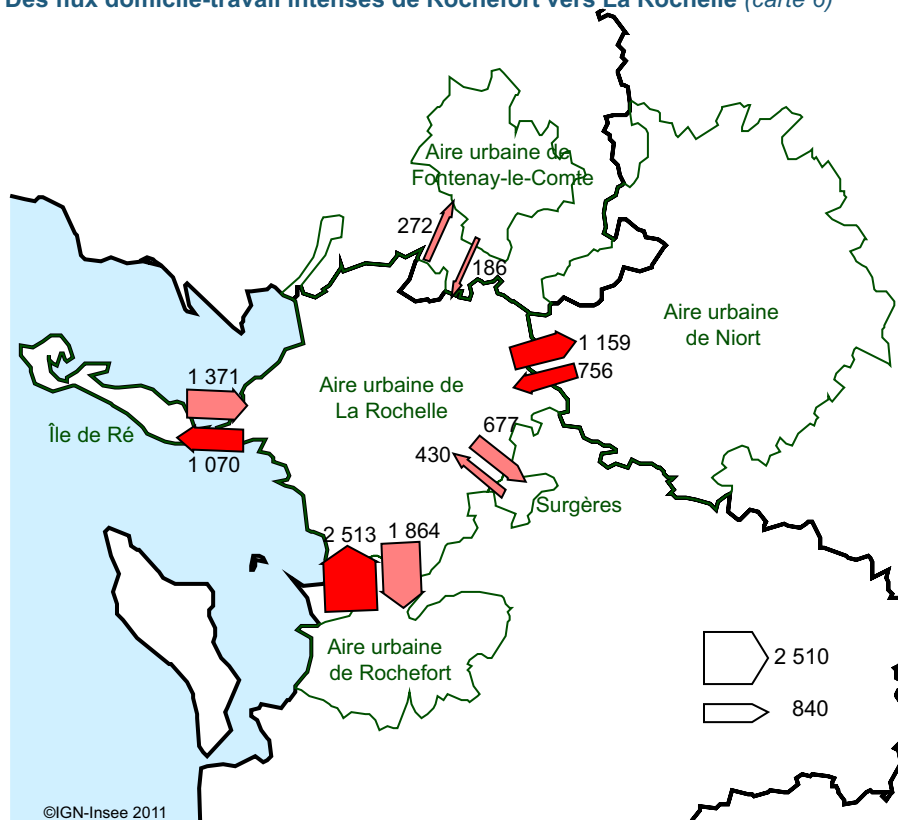 Des flux domicile-travail intenses de Rochefort vers La Rochelle (carte 6)
Aire urbaine de
Fontenay-le-Comte
272
186
Aire urbaine
de Niort
1 159
756
Aire urbaine de
La Rochelle
1 371
Île de Ré
1 070
677
430
Surgères
2 513
1 864
Aire urbaine
de Rochefort
2 510
840
©IGN-Insee 2011